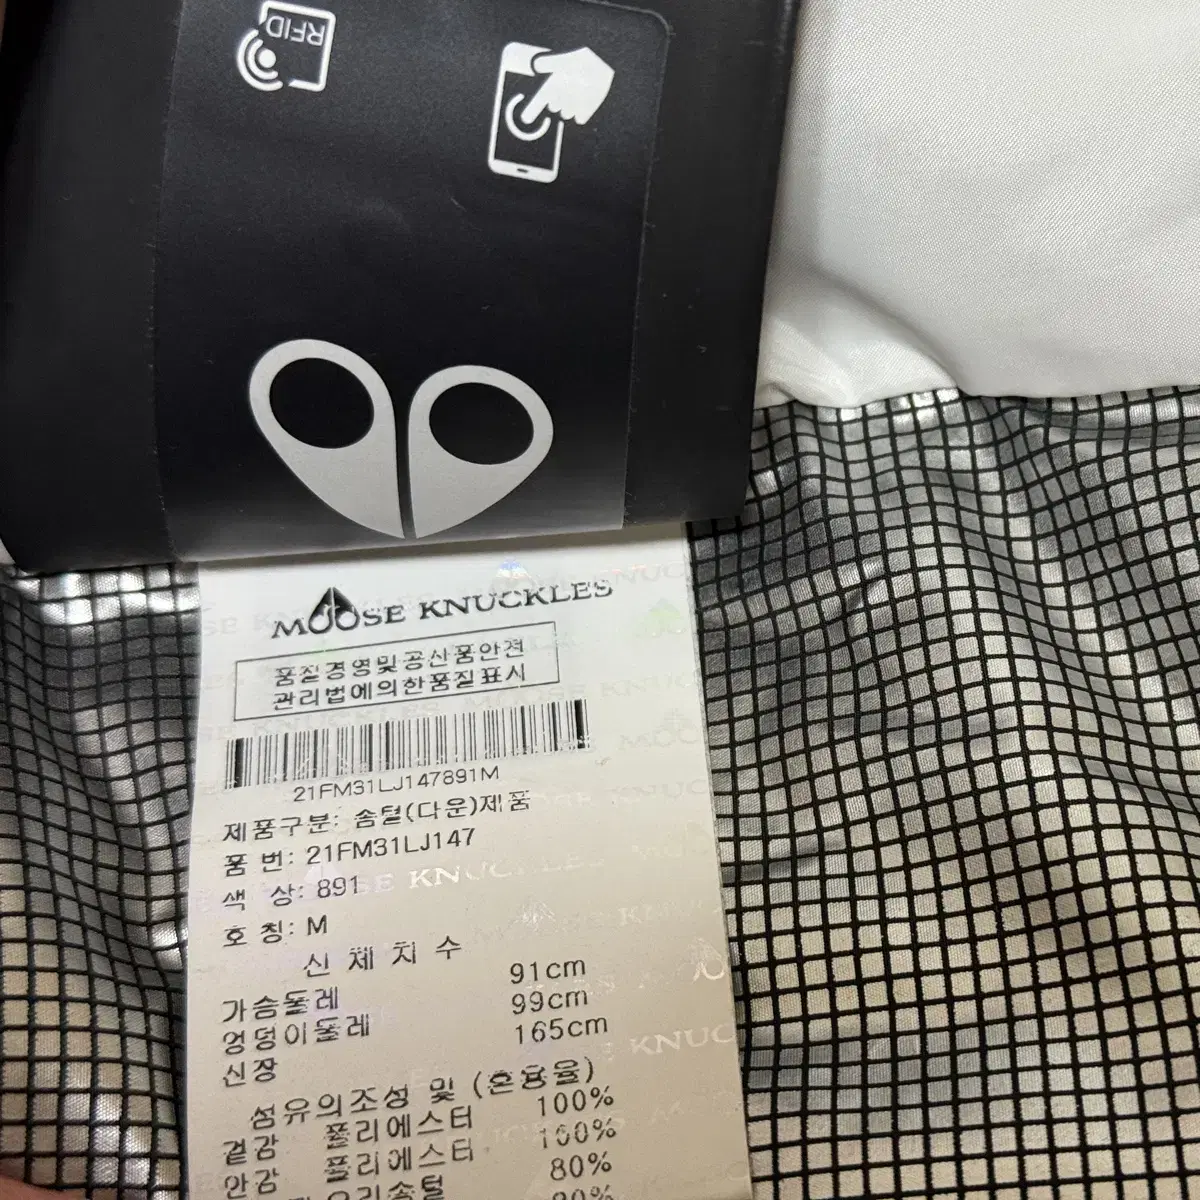 RFID
MOOSE KNUCKLES
품질경영및공산품안전
관리법에의한품질표시
21FM31LJ147891M
제품구분: 솜털(다운)제품
품 번: 21FM31LJ147
색 상: 891
호 칭: M
신 체 치 수
가슴둘레 91cm
엉덩이둘레 99cm
신장 165cm
섬유의조성 및 (혼용율)
겉감 폴리에스터 100%
안감 폴리에스터 100%
오리솜털 80%